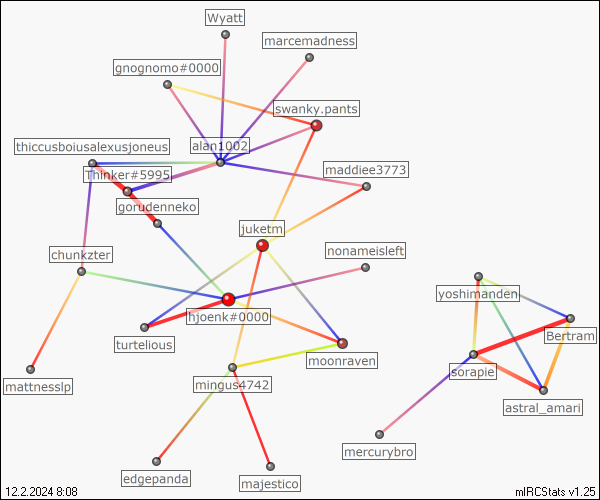 Wyatt
marcemadness
gnognomo#0000
swanky.pants
alan1002
thiccusboiusalexusjoneus
Thinker#5995
maddiee3773
gorudenneko
juketm
nonameisleft
chunkzter
yoshimanden
hjoenk#0000
Bertram
turtelious
moonraven
sorapie
mattnesslp
mingus4742
astral_amari
mercurybro
edgepanda
majestico
12.2.2024 8:08
mIRCStats v1.25